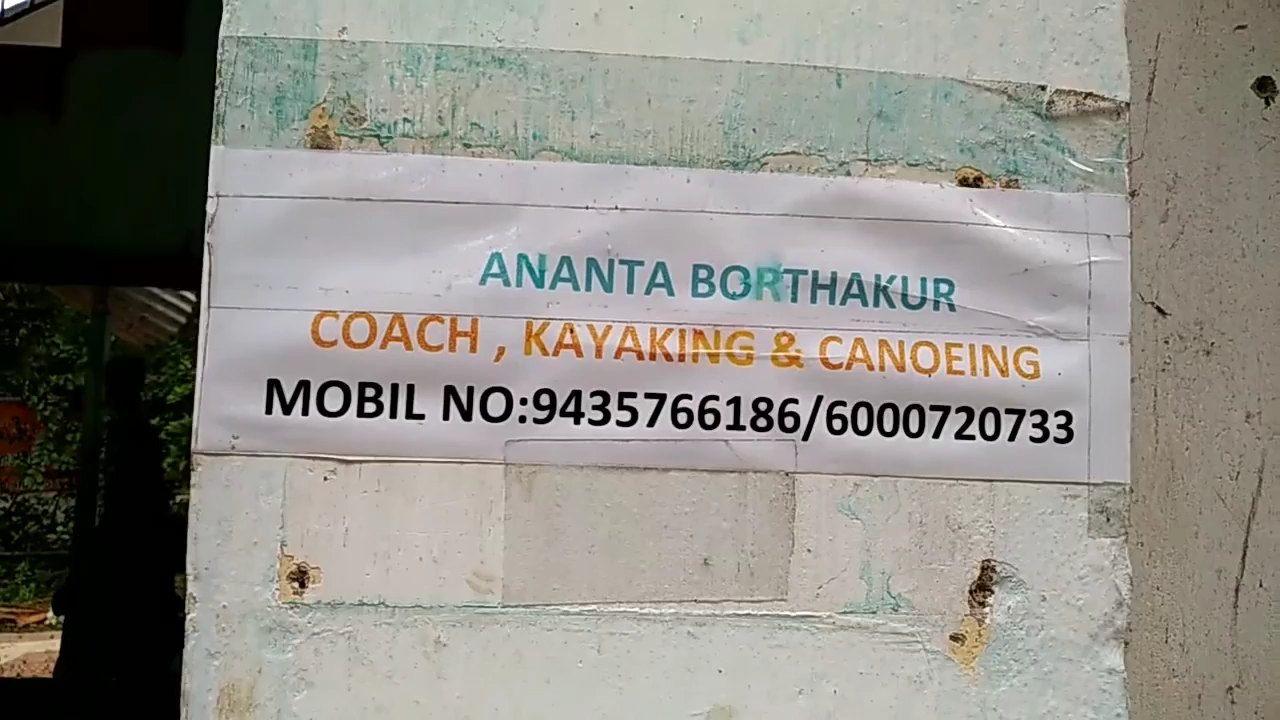 ANANTA BORTHAKUR
COACH , KAYAKING & CANOEING
MOBIL NO:9435766186/6000720733